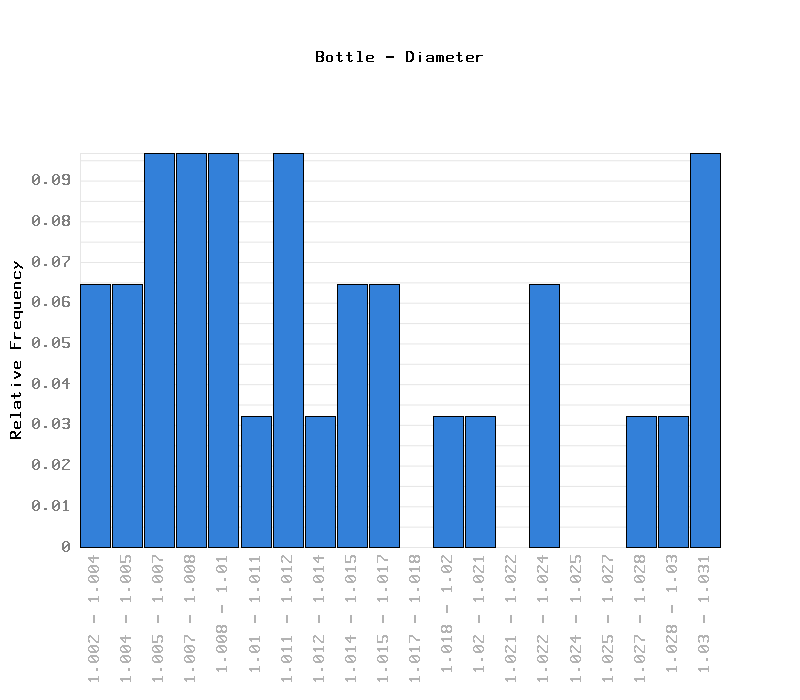 Bottle - Diameter
Relative Frequency
0.09
0.08
0.07
0.06
0.05
0.04
0.03
0.02
0.01
0
1.002 - 1.004
1.004 - 1.005
1.005 - 1.007
1.007 - 1.008
1.008 - 1.01
1.01 - 1.011
1.011 - 1.012
1.012 - 1.014
1.014 - 1.015
1.015 - 1.017
1.017 - 1.018
1.018 - 1.02
1.02 - 1.021
1.021 - 1.022
1.022 - 1.024
1.024 - 1.025
1.025 - 1.027
1.027 - 1.028
1.028 - 1.03
1.03 - 1.031